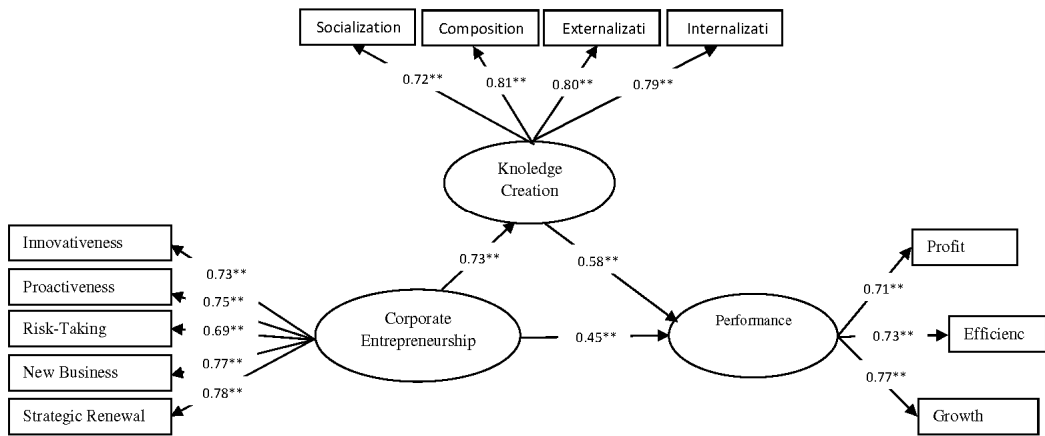 Socialization
Composition
Externalizati
Internalizati
0.72**
0.81**
0.80**
0.79**
Knoledge
Creation
Innovativeness
Proactiveness
Risk-Taking
New Business
Strategic Renewal
0.73**
0.75**
0.69**
0.77**
0.78**
Corporate
Entrepreneurship
0.73**
0.58**
0.45**
Performance
0.71**
0.73**
0.77**
Profit
Efficienc
Growth